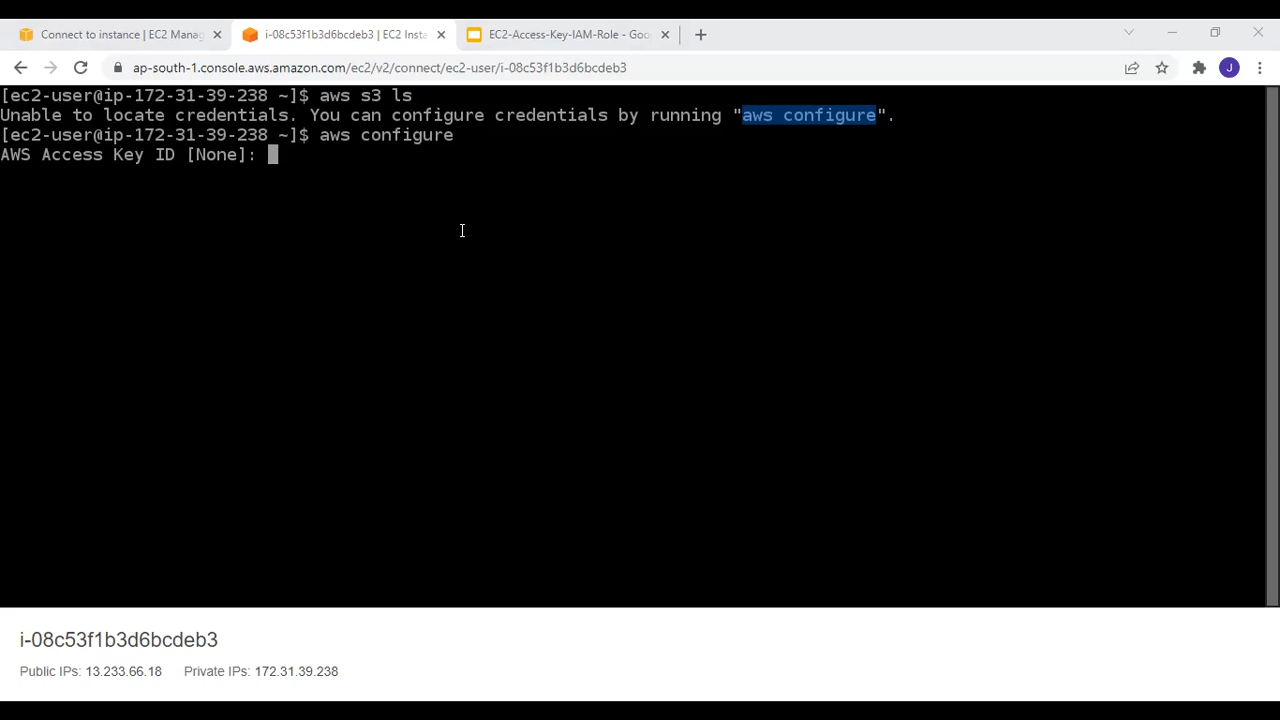 Connect to instance | EC2 Manag
i-08c53f1b3d6bcdeb3 | EC2 Insta
EC2-Access-Key-IAM-Role - Goo
ap-south-1.console.aws.amazon.com/ec2/v2/connect/ec2-user/i-08c53f1b3d6bcdeb3
J
[ec2-user@ip-172-31-39-238 ~]$ aws s3 ls
Unable to locate credentials. You can configure credentials by running "aws configure".
[ec2-user@ip-172-31-39-238 ~]$ aws configure
AWS Access Key ID [None]:
i-08c53f1b3d6bcdeb3
Public IPs: 13.233.66.18 Private IPs: 172.31.39.238